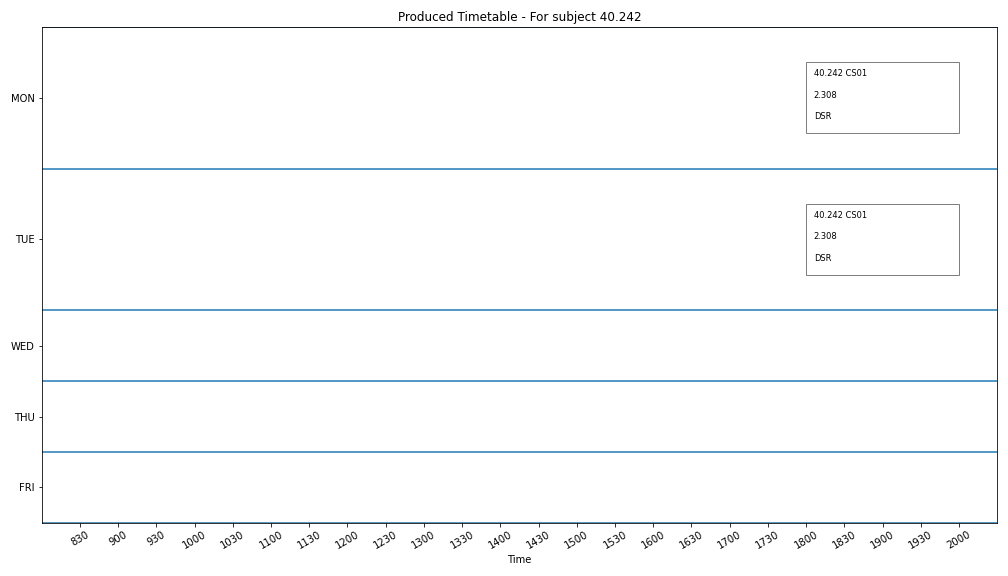 Produced Timetable - For subject 40.242
MON
40.242 CS01
2.308
DSR
TUE
40.242 CS01
2.308
DSR
WED
THU
FRI
830 900 930 1000 1030 1100 1130 1200 1230 1300 1330 1400 1430 1500 1530 1600 1630 1700 1730 1800 1830 1900 1930 2000
Time